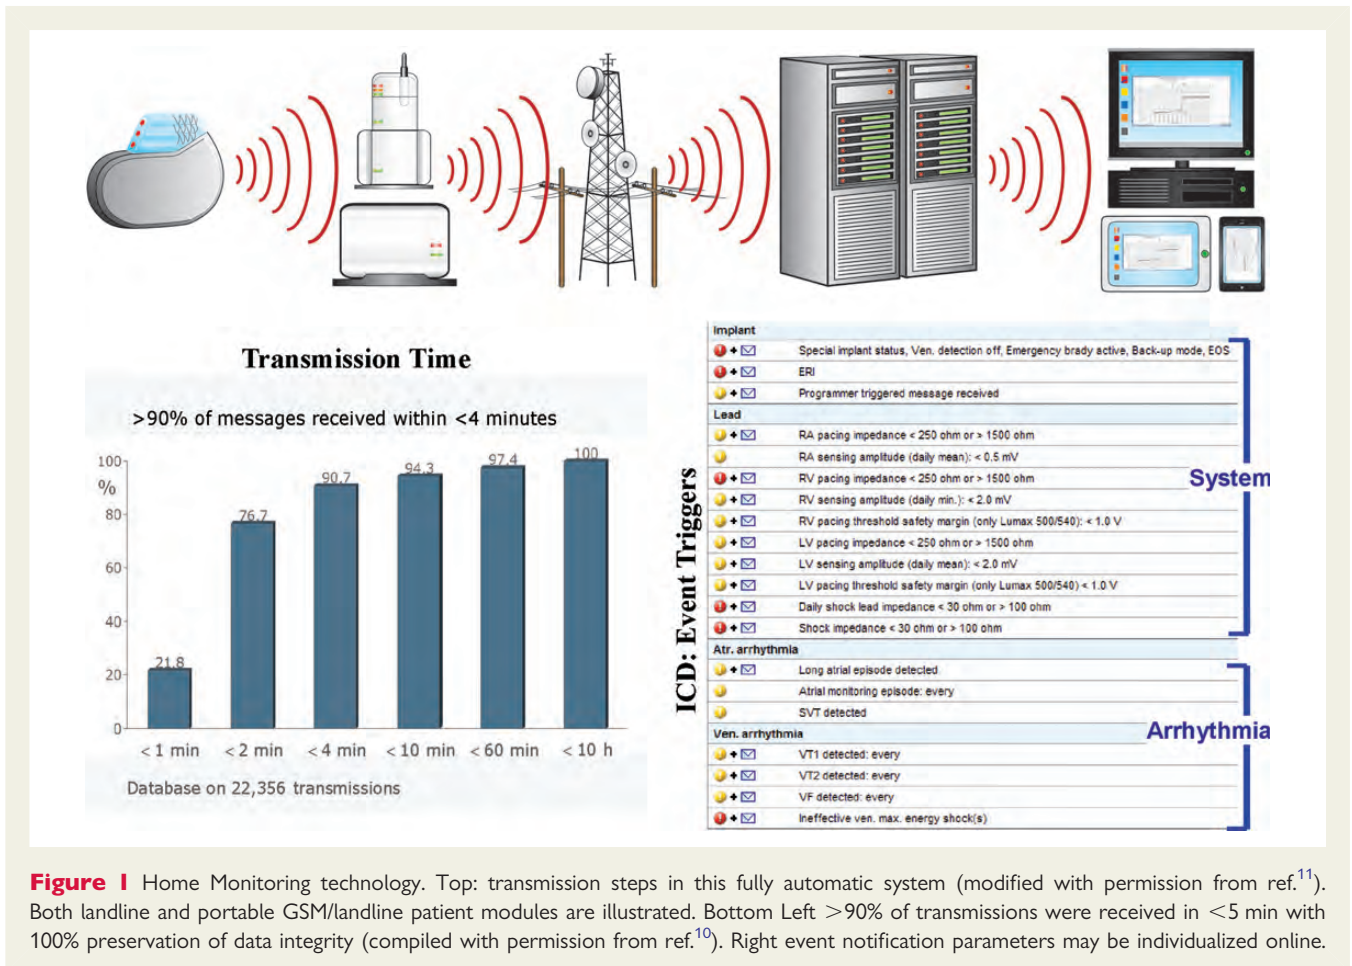 Transmission Time
>90% of messages received within <4 minutes
100
%
80
60
40
20
0
21.8
76.7
90.7
94.3
97.4
100
< 1 min
< 2 min
< 4 min
< 10 min
< 60 min
< 10 h
Database on 22,356 transmissions
ICD: Event Triggers
Implant
Special implant status, Ven. detection off, Emergency brady active, Back-up mode, EOS
ERI
Programmer triggered message received
Lead
RA pacing impedance < 250 ohm or > 1500 ohm
RA sensing amplitude (daily mean): < 0.5 mV
RV pacing impedance < 250 ohm or > 1500 ohm
RV sensing amplitude (daily min.): < 2.0 mV
RV pacing threshold safety margin (only Lumax 500/540): < 1.0 V
LV pacing impedance < 250 ohm or > 1500 ohm
LV sensing amplitude (daily mean): < 2.0 mV
LV pacing threshold safety margin (only Lumax 500/540) < 1.0 V
Daily shock lead impedance < 30 ohm or > 100 ohm
Shock impedance < 30 ohm or > 100 ohm
System
Atr. arrhythmia
Long atrial episode detected
Atrial monitoring episode: every
SVT detected
Ven. arrhythmia
VT1 detected: every
VT2 detected: every
VF detected: every
Ineffective ven. max. energy shock(s)
Arrhythmia
Figure 1 Home Monitoring technology. Top: transmission steps in this fully automatic system (modified with permission from ref.11).
Both landline and portable GSM/landline patient modules are illustrated. Bottom Left >90% of transmissions were received in <5 min with
100% preservation of data integrity (compiled with permission from ref.10). Right event notification parameters may be individualized online.